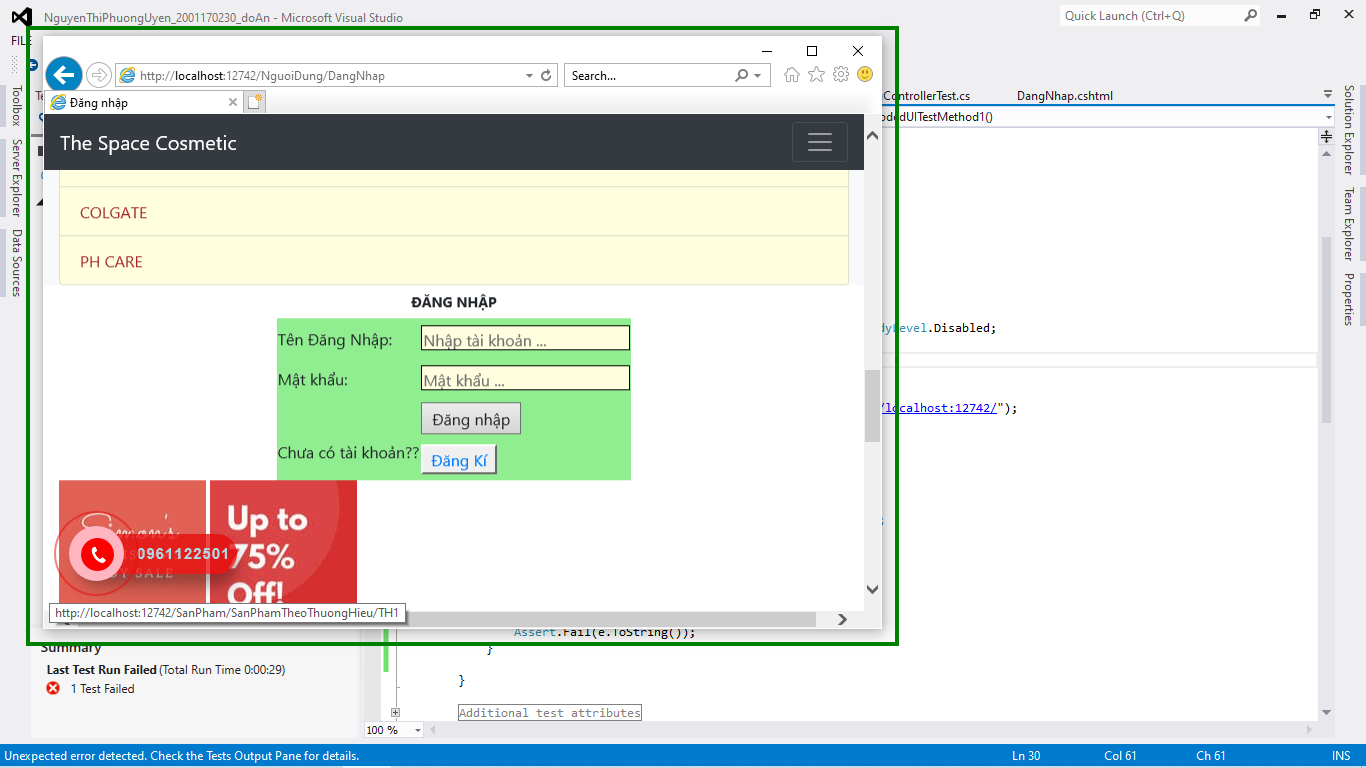 NguyenThiPhuongUyen_2001170230_doAn - Microsoft Visual Studio
Quick Launch (Ctrl+Q)
http://localhost:12742/NguoiDung/DangNhap
Search...
Đăng nhập
ControllerTest.cs
DangNhap.cshtml
odedUITestMethod1()
Toolbox
Server Explorer
Data Sources
Solution Explorer
Team Explorer
Properties
The Space Cosmetic
COLGATE
PH CARE
ĐĂNG NHẬP
Tên Đăng Nhập:
Nhập tài khoản ...
Mật khẩu:
Mật khẩu ...
Đăng nhập
Chưa có tài khoản??
Đăng Kí
Up to
75%
Off!
0961122501
http://localhost:12742/SanPham/SanPhamTheoThuongHieu/TH1
dyLevel.Disabled;
/localhost:12742/");
Assert.Fail(e.ToString());
}
}
Additional test attributes
Summary
Last Test Run Failed (Total Run Time 0:00:29)
1 Test Failed
100 %
Unexpected error detected. Check the Tests Output Pane for details.
Ln 30
Col 61
Ch 61
INS